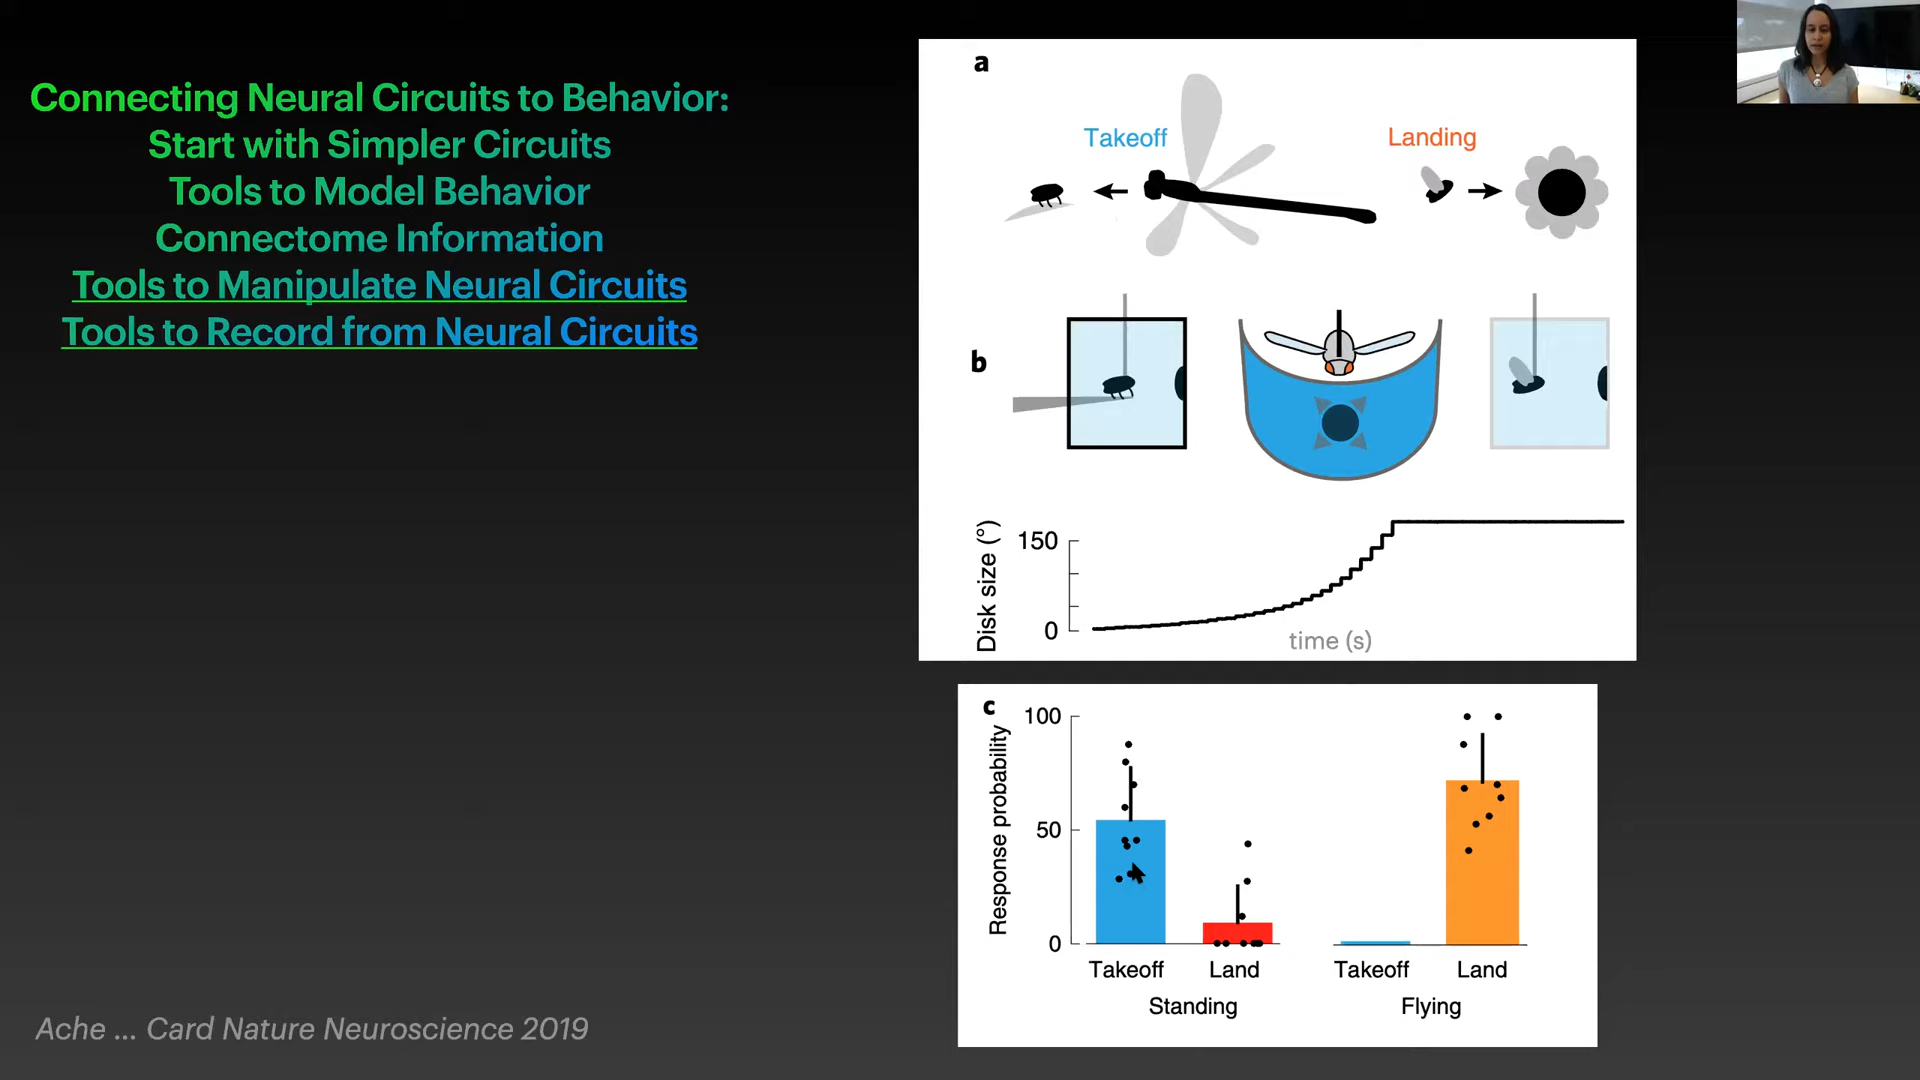 Connecting Neural Circuits to Behavior:
Start with Simpler Circuits
Tools to Model Behavior
Connectome Information
Tools to Manipulate Neural Circuits
Tools to Record from Neural Circuits
a
Takeoff
Landing
b
Disk size (°)
150
0
time (s)
c
Response probability
100
50
0
Takeoff Land Takeoff Land
Standing Flying
Ache ... Card Nature Neuroscience 2019